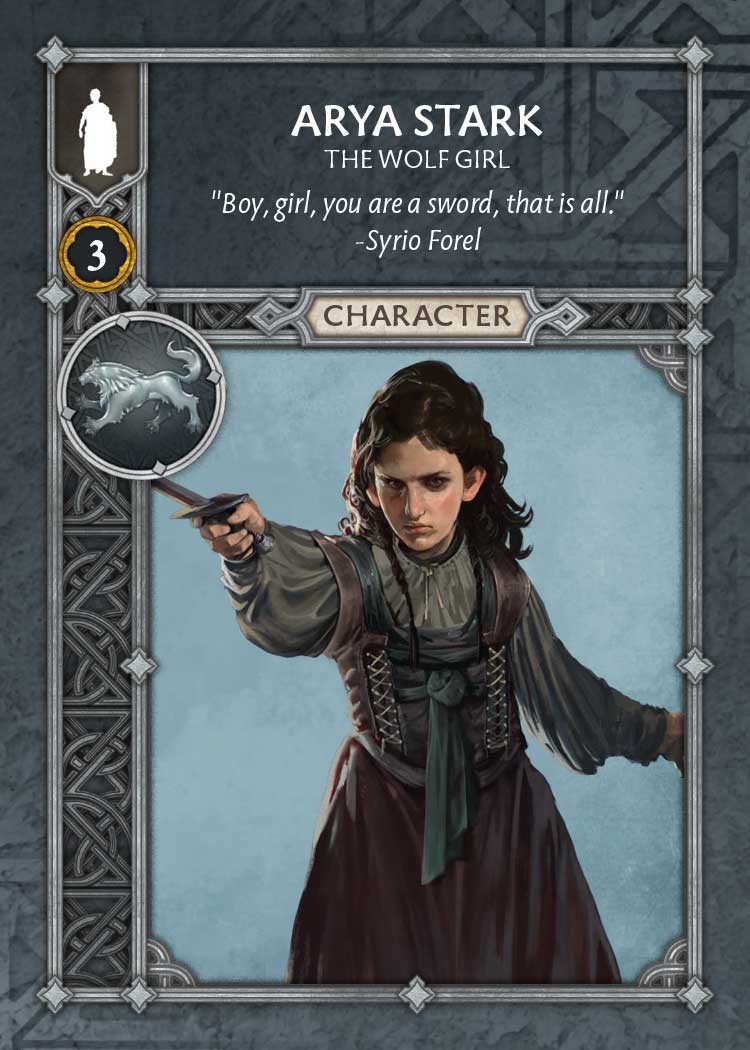 ARYA STARK
THE WOLF GIRL
"Boy, girl, you are a sword, that is all."
-Syrio Forel
3
CHARACTER